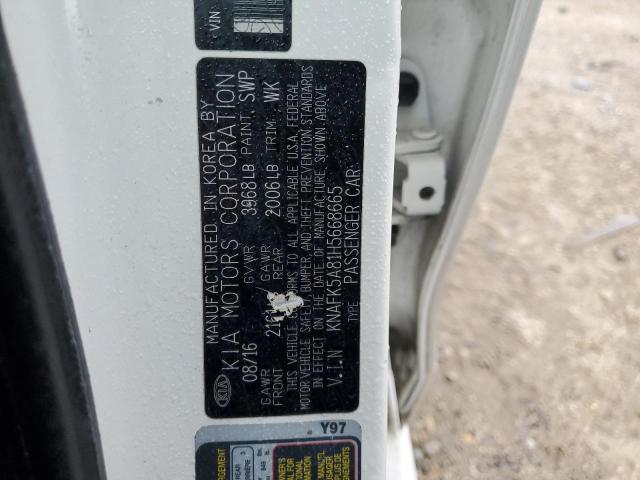 VIN
MANUFACTURED IN KOREA BY
KIA KIA MOTORS CORPORATION
08/16 GVWR 3968LB PAINT SWP
GAWR FRONT GAWR REAR 2006LB TRIM WK
THIS VEHICLE CONFORMS TO ALL APPLICABLE U.S.A. FEDERAL
MOTOR VEHICLE SAFETY, BUMPER, AND THEFT PREVENTION STANDARDS
IN EFFECT ON THE DATE OF MANUFACTURE SHOWN ABOVE
V.I.N KNAFK5A81H5668665
TYPE: PASSENGER CAR
Y97